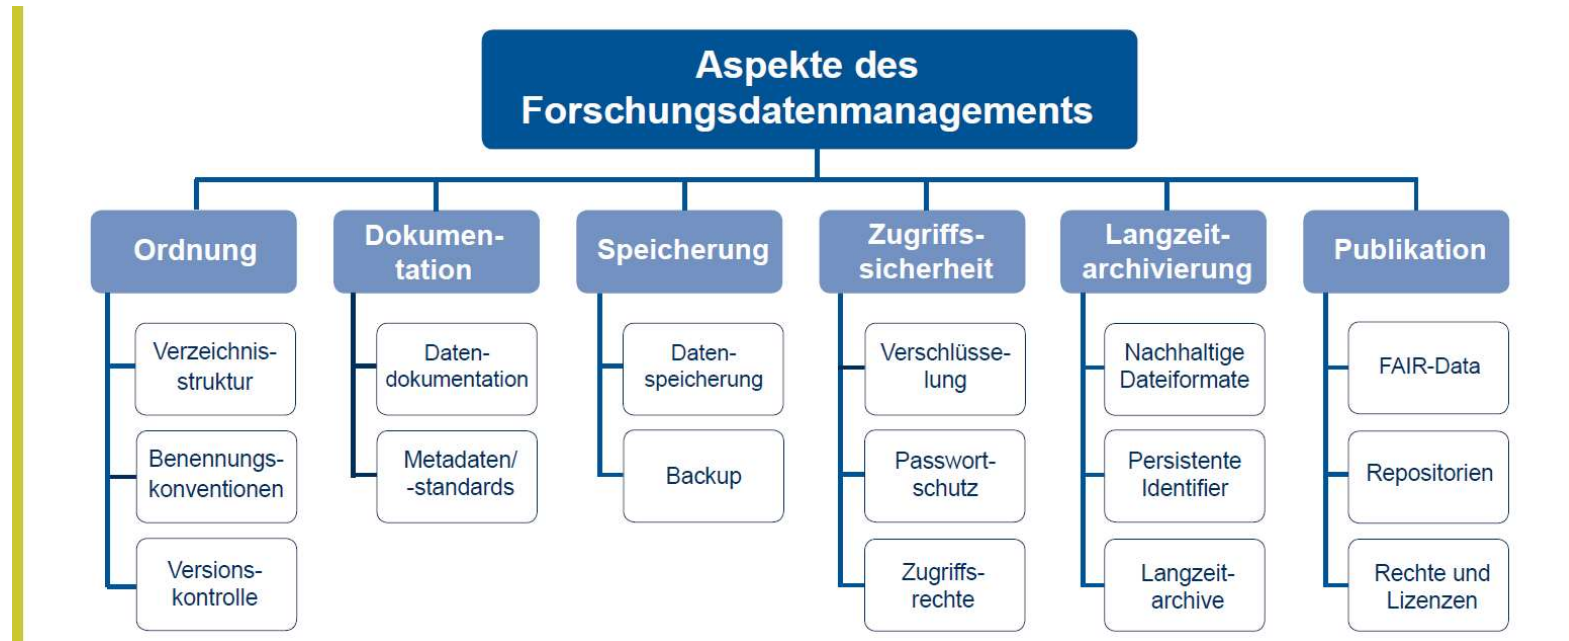 Aspekte des
Forschungsdatenmanagements
Ordnung
Verzeichnis-
struktur
Benennungs-
konventionen
Versions-
kontrolle
Dokumen-
tation
Daten-
dokumentation
Metadaten/
-standards
Speicherung
Daten-
speicherung
Backup
Zugriffs-
sicherheit
Verschlüsse-
lung
Passwort-
schutz
Zugriffs-
rechte
Langzeit-
archivierung
Nachhaltige
Dateiformate
Persistente
Identifier
Langzeit-
archive
Publikation
FAIR-Data
Repositorien
Rechte und
Lizenzen